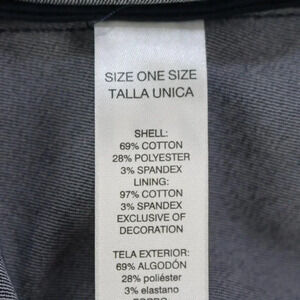 SIZE ONE SIZE
TALLA UNICA
SHELL:
69% COTTON
28% POLYESTER
3% SPANDEX
LINING:
97% COTTON
3% SPANDEX
EXCLUSIVE OF
DECORATION
TELA EXTERIOR:
69% ALGODÓN
28% poliéster
3% elastano